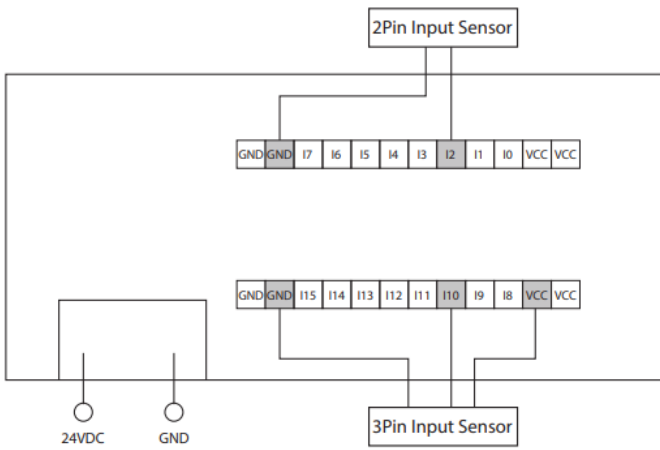 2Pin Input Sensor
GND GND I7 I6 I5 I4 I3 I2 I1 I0 VCC VCC
GND GND I15 I14 I13 I12 I11 I10 I9 I8 VCC VCC
24VDC GND
3Pin Input Sensor